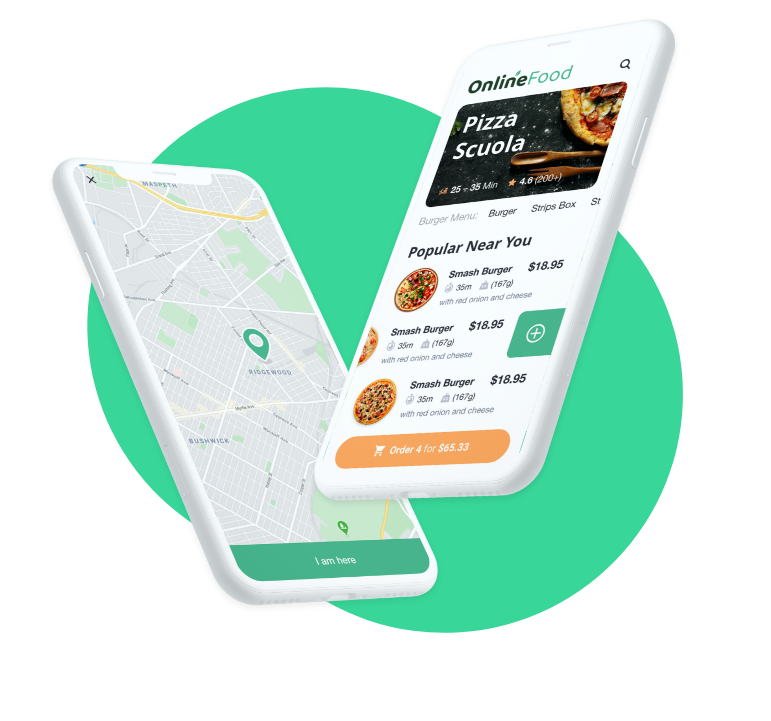 OnlineFood
Pizza
Scuola
25 - 35 Min
4.6 (200+)
Burger Menu:
Burger
Strips Box
St
Popular Near You
Smash Burger
$18.95
35m
(167g)
with red onion and cheese
Smash Burger
$18.95
35m
(167g)
with red onion and cheese
Smash Burger
$18.95
35m
(167g)
with red onion and cheese
Order 4 for $65.33
MASPETH
RIDGEWOOD
BUSHWICK
I am here